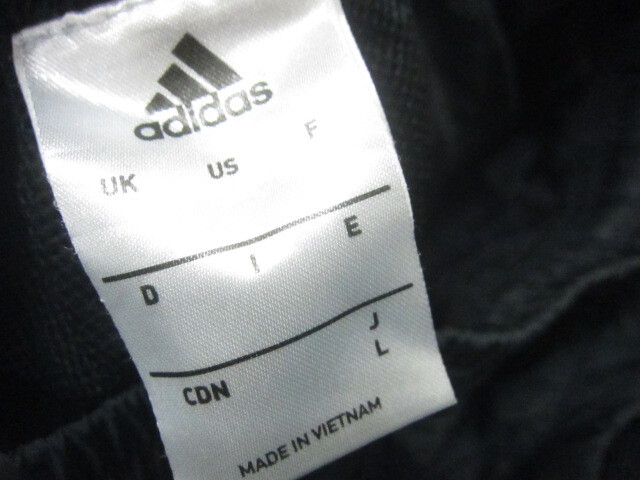 adidas
UK US F
D I E
CDN J
L
MADE IN VIETNAM